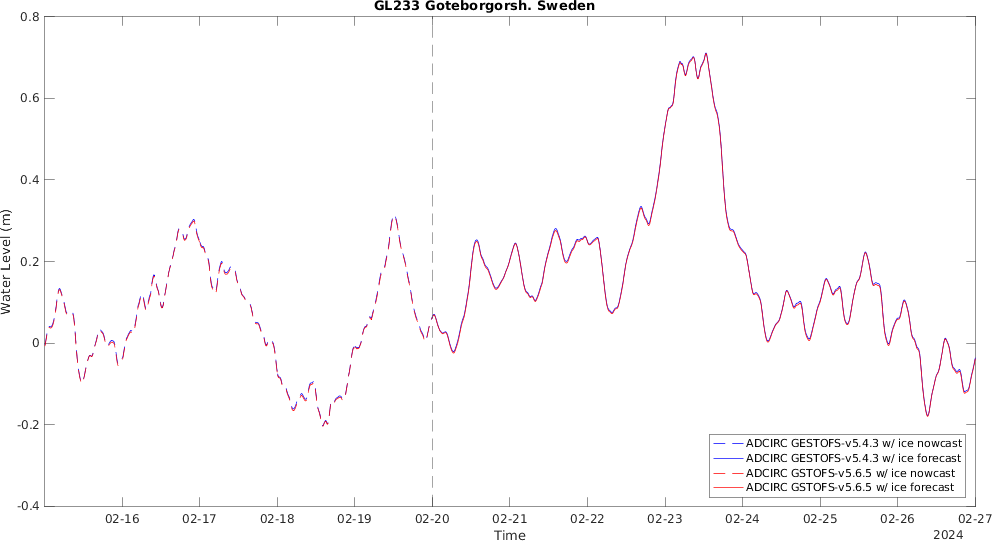 GL233 Goteborgorsh. Sweden
0.8
0.6
0.4
0.2
0
-0.2
-0.4
Water Level (m)
ADCIRC GESTOFS-v5.4.3 w/ ice nowcast
ADCIRC GESTOFS-v5.4.3 w/ ice forecast
ADCIRC GSTOFS-v5.6.5 w/ ice nowcast
ADCIRC GSTOFS-v5.6.5 w/ ice forecast
02-16 02-17 02-18 02-19 02-20 02-21 02-22 02-23 02-24 02-25 02-26 02-27
Time
2024